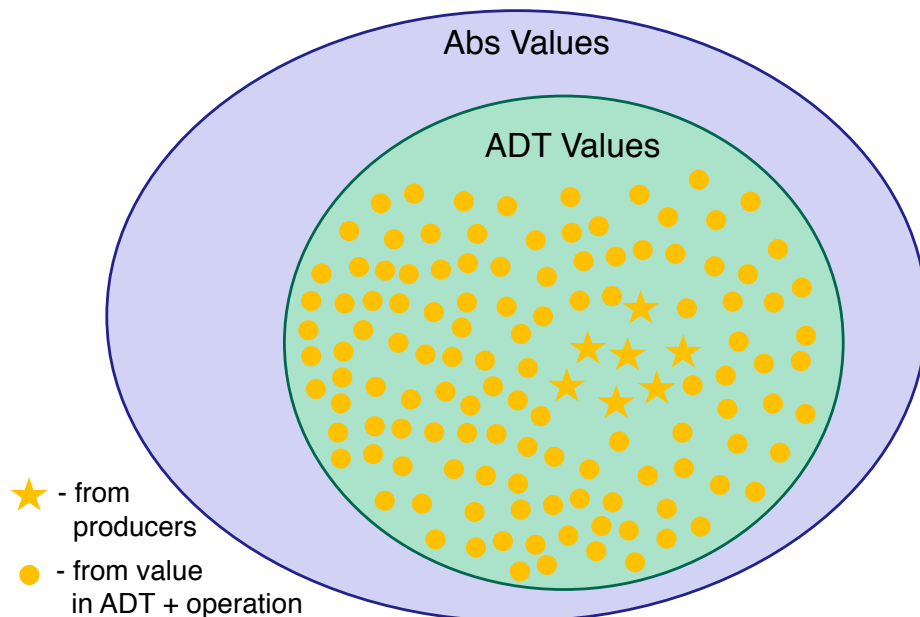 Abs Values
ADT Values
- from
producers
- from value
in ADT + operation